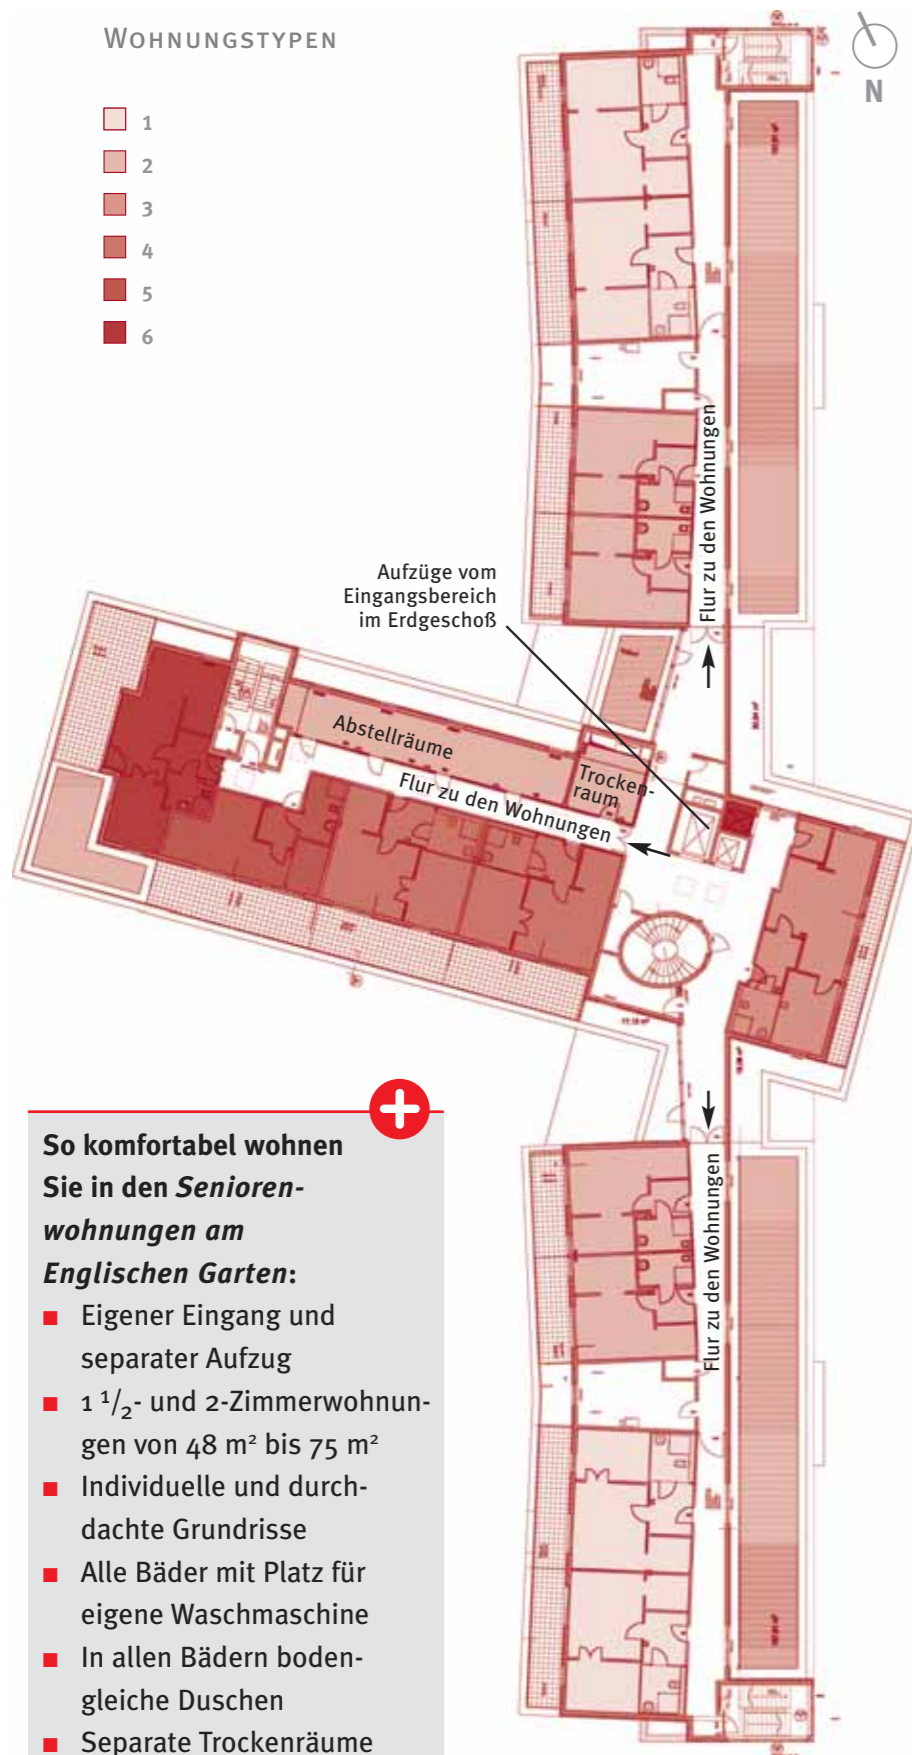 WOHNUNGSTYPEN
N
1
2
3
4
5
6
Flur zu den Wohnungen
Aufzüge vom
Eingangsbereich
im Erdgeschoß
Abstellräume
Trocken-
raum
Flur zu den Wohnungen
Flur zu den Wohnungen
So komfortabel wohnen
Sie in den Senioren-
wohnungen am
Englischen Garten:
■ Eigener Eingang und
separater Aufzug
■ 1 1/2- und 2-Zimmerwohnun-
gen von 48 m² bis 75 m²
■ Individuelle und durch-
dachte Grundrisse
■ Alle Bäder mit Platz für
eigene Waschmaschine
■ In allen Bädern boden-
gleiche Duschen
■ Separate Trockenräume